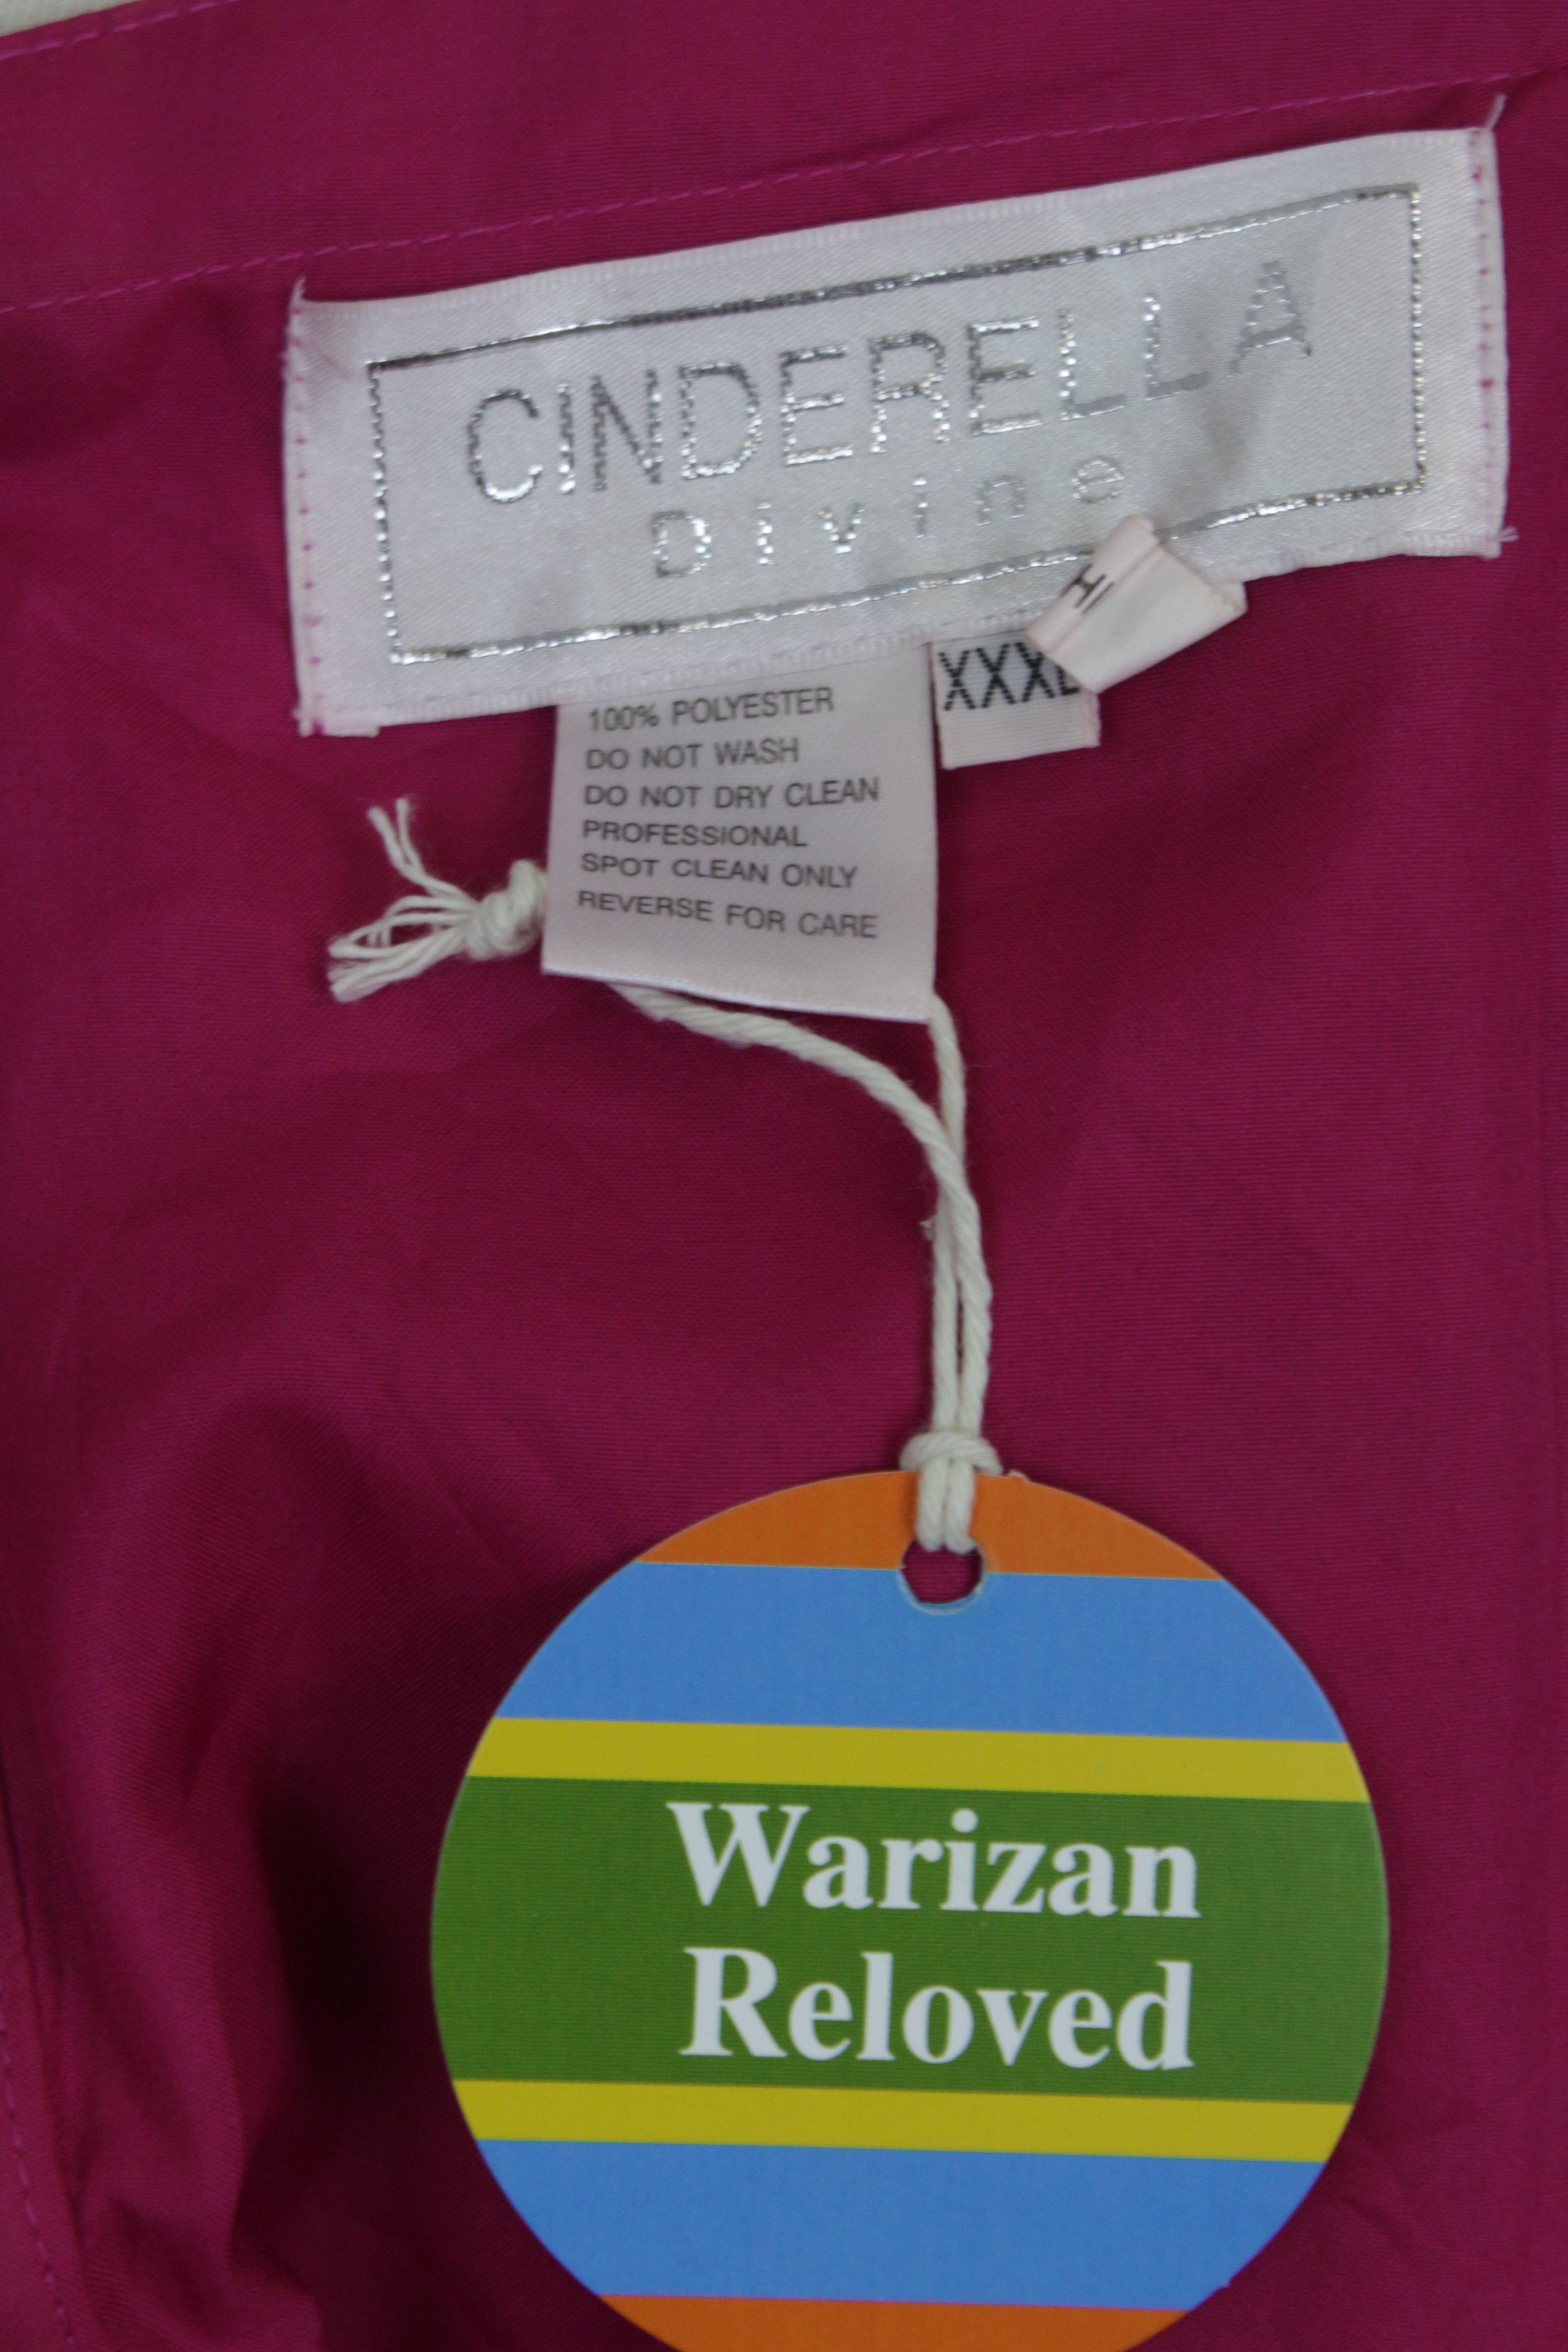 CINDERELLA
Divine
XXXL
100% POLYESTER
DO NOT WASH
DO NOT DRY CLEAN
PROFESSIONAL
SPOT CLEAN ONLY
REVERSE FOR CARE
Warizan
Reloved